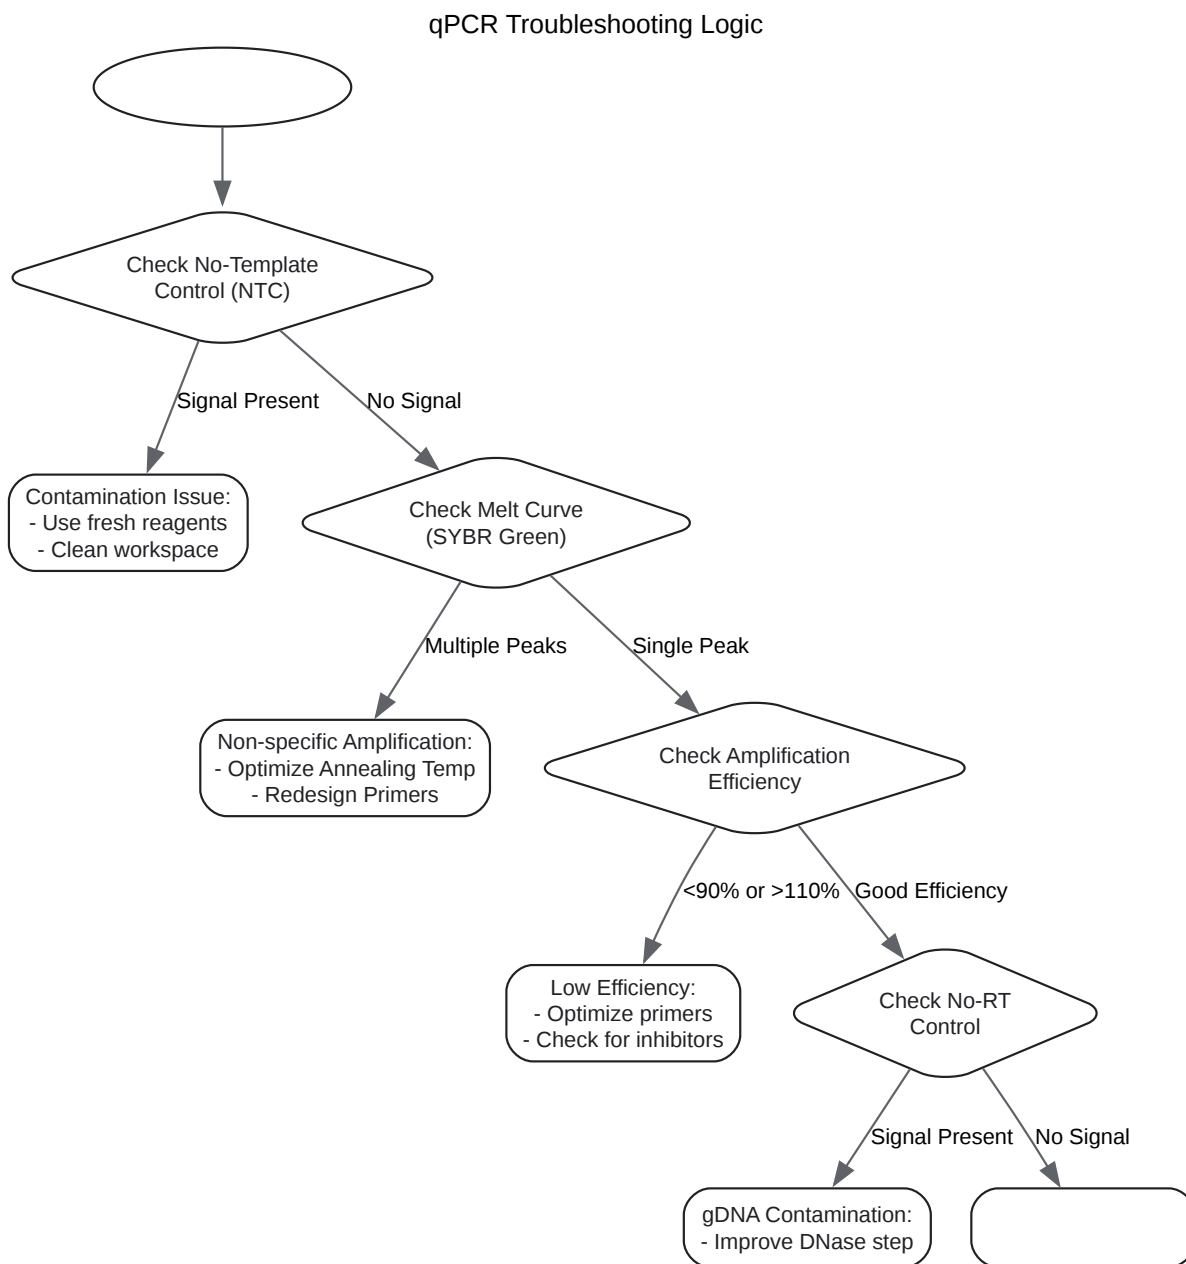 qPCR Troubleshooting Logic
Check No-Template
Control (NTC)
Signal Present
No Signal
Contamination Issue:
- Use fresh reagents
- Clean workspace
Check Melt Curve
(SYBR Green)
Multiple Peaks
Single Peak
Non-specific Amplification:
- Optimize Annealing Temp
- Redesign Primers
Check Amplification
Efficiency
<90% or >110%
Good Efficiency
Low Efficiency:
- Optimize primers
- Check for inhibitors
Check No-RT
Control
Signal Present
No Signal
gDNA Contamination:
- Improve DNase step